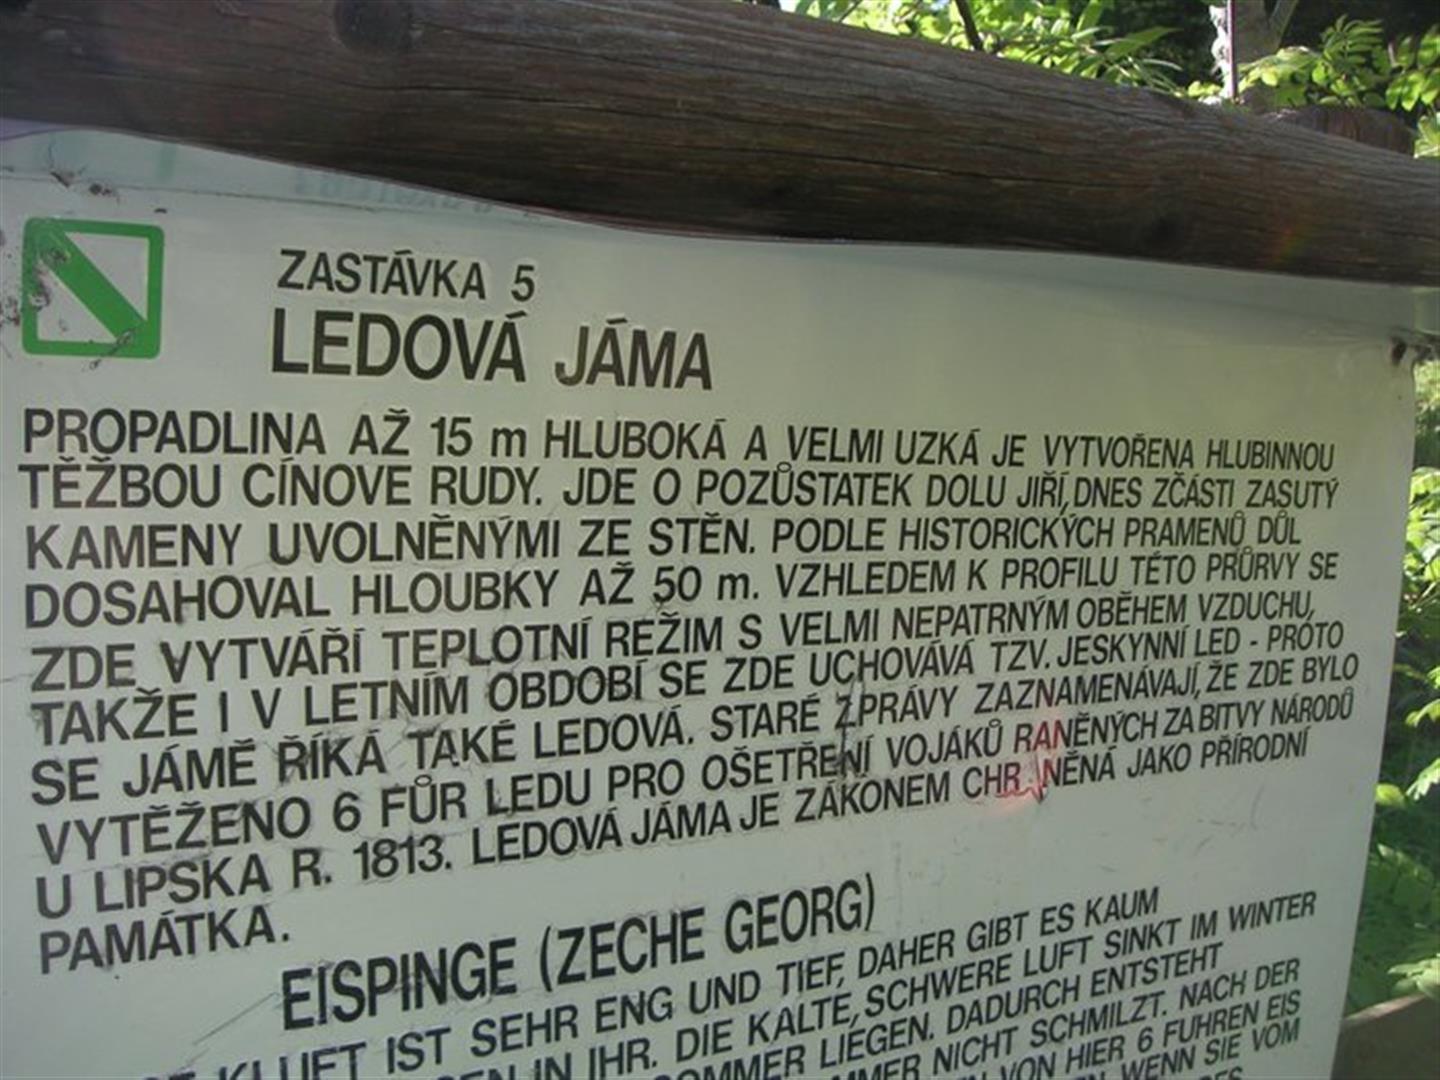 ZASTÁVKA 5
LEDOVÁ JÁMA
PROPADLINA AŽ 15 m HLUBOKÁ A VELMI UZKÁ JE VYTVOŘENA HLUBINNOU
TĚŽBOU CÍNOVE RUDY. JDE O POZŮSTATEK DOLU JIŘÍ, DNES ZČÁSTI ZASUTÝ
KAMENY UVOLNĚNÝMI ZE STĚN. PODLE HISTORICKÝCH PRAMENŮ DŮL
DOSAHOVAL HLOUBKY AŽ 50 m. VZHLEDEM K PROFILU TÉTO PRŮRVY SE
ZDE VYTVÁŘÍ TEPLOTNÍ REŽIM S VELMI NEPATRNÝM OBĚHEM VZDUCHU,
TAKŽE I V LETNÍM OBDOBÍ SE ZDE UCHOVÁVÁ TZV. JESKYNNÍ LED - PROTO
SE JÁMĚ ŘÍKÁ TAKÉ LEDOVÁ. STARÉ ZPRÁVY ZAZNAMENÁVAJÍ, ŽE ZDE BYLO
VYTĚŽENO 6 FŮR LEDU PRO OŠETŘENÍ VOJÁKŮ RANĚNÝCH ZA BITVY NÁRODŮ
U LIPSKA R. 1813. LEDOVÁ JÁMA JE ZÁKONEM CHRÁNĚNÁ JAKO PŘÍRODNÍ
PAMÁTKA.
EISPINGE (ZECHE GEORG)
KLUFT IST SEHR ENG UND TIEF, DAHER GIBT ES KAUM
IN IHR. DIE KALTE, SCHWERE LUFT SINKT IM WINTER
SOMMER LIEGEN. DADURCH ENTSTEHT
NICHT SCHMILZT. NACH DER
VON HIER 6 FUHREN EIS
WENN SIE VOM